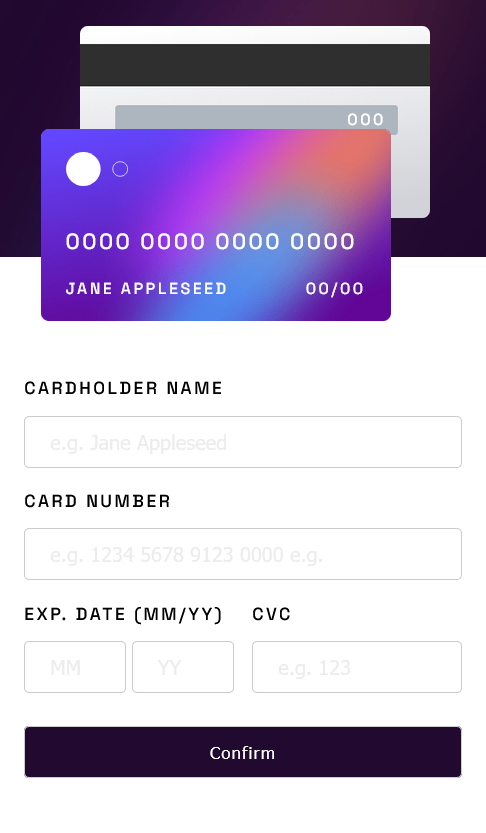 000
0000 0000 0000 0000
JANE APPLESEED 00/00
CARDHOLDER NAME
e.g. Jane Appleseed
CARD NUMBER
e.g. 1234 5678 9123 0000 e.g.
EXP. DATE (MM/YY) CVC
MM YY e.g. 123
Confirm